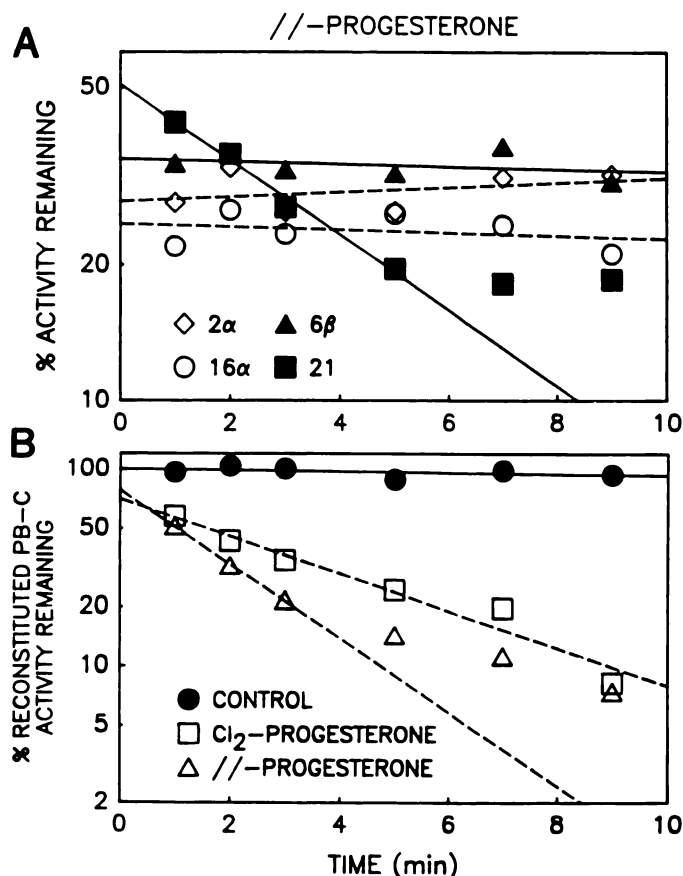 //-PROGESTERONE
A
% ACTIVITY REMAINING
50
20
10
◇ 2α ▲ 6β
○ 16α ■ 21
0 2 4 6 8 10
B
% RECONSTITUTED PB-C
ACTIVITY REMAINING
100
50
20
10
5
2
● CONTROL
□ Cl2-PROGESTERONE
△ //-PROGESTERONE
0 2 4 6 8 10
TIME (min)